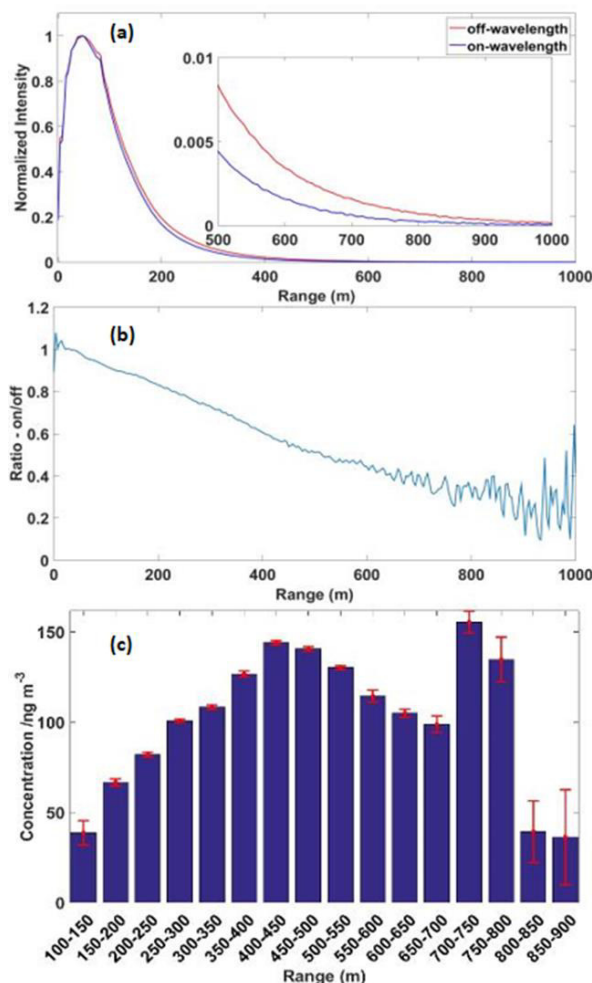 (a)
off-wavelength
on-wavelength
Normalized Intensity
1
0.8
0.6
0.4
0.2
0
0.01
0.005
0
500 600 700 800 900 1000
0 200 400 600 800 1000
Range (m)
(b)
Ratio - on/off
1.2
1
0.8
0.6
0.4
0.2
0
0 200 400 600 800 1000
Range (m)
(c)
Concentration /ng m-3
150
100
50
0
100-150 150-200 200-250 250-300 300-350 350-400 400-450 450-500 500-550 550-600 600-650 650-700 700-750 750-800 800-850 850-900
Range (m)